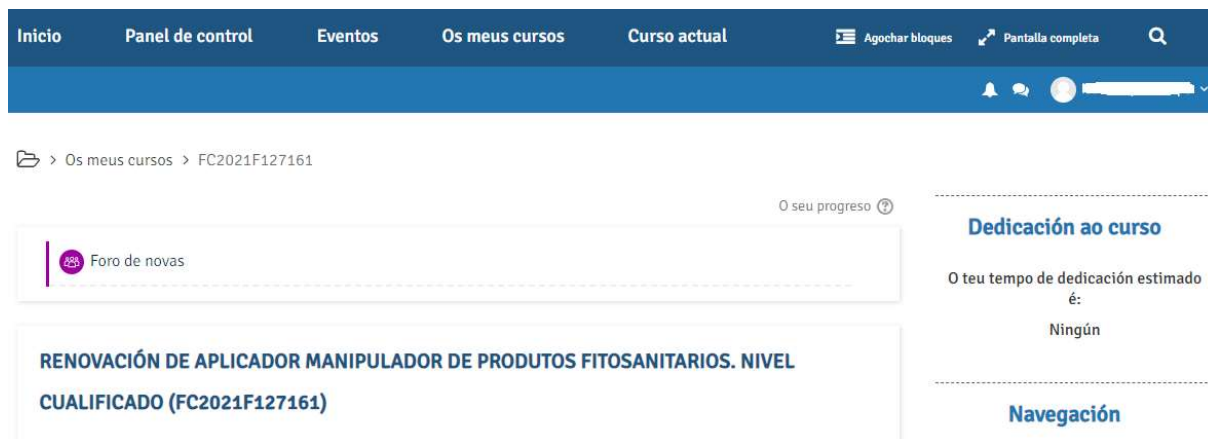 Inicio Panel de control Eventos Os meus cursos Curso actual Agochar bloques Pantalla completa
> Os meus cursos > FC2021F127161
O seu progreso ?
Foro de novas
RENOVACIÓN DE APLICADOR MANIPULADOR DE PRODUTOS FITOSANITARIOS. NIVEL
CUALIFICADO (FC2021F127161)
Dedicación ao curso
O teu tempo de dedicación estimado
é:
Ningún
Navegación